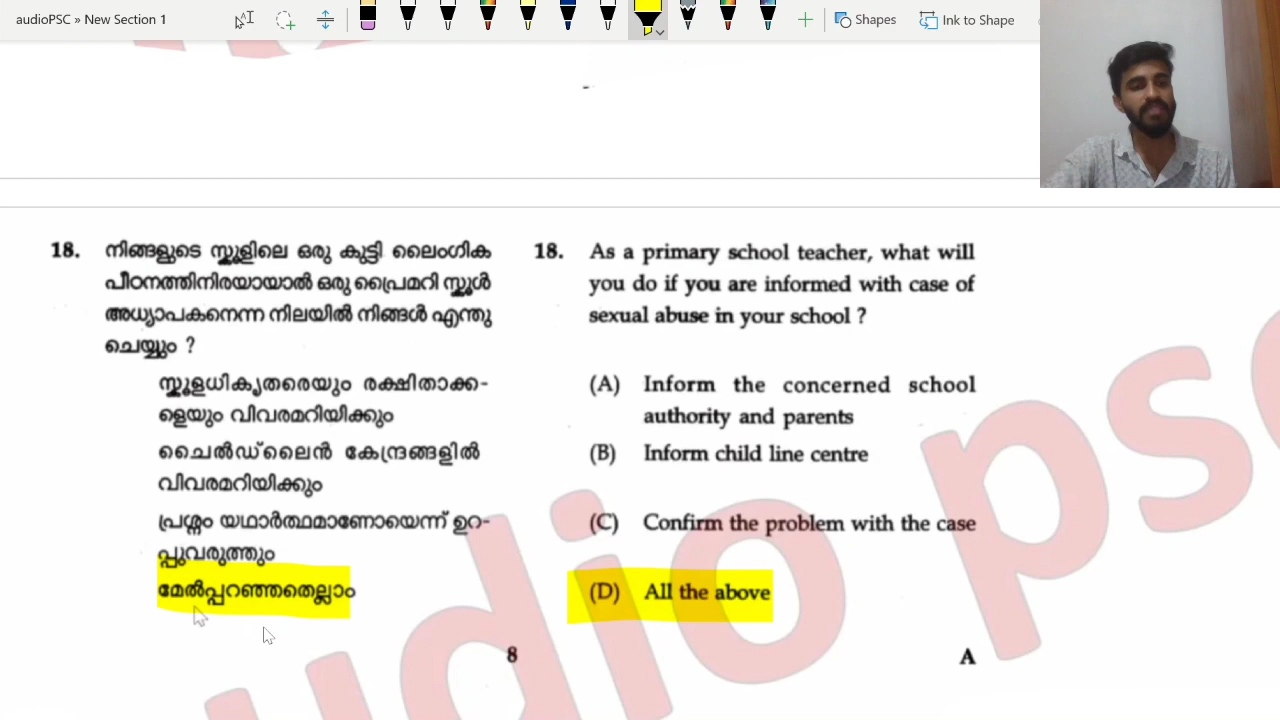 audioPSC » New Section 1
Shapes
Ink to Shape
18. നിങ്ങളുടെ സ്കൂളിലെ ഒരു കുട്ടി ലൈംഗിക
പീഠനത്തിനിരയായാൽ ഒരു പ്രൈമറി സ്കൂൾ
അധ്യാപകനെന്ന നിലയിൽ നിങ്ങൾ എന്തു
ചെയ്യും ?
സ്കൂളധികൃതരെയും രക്ഷിതാക്ക-
ളെയും വിവരമറിയിക്കും
ചൈൽഡ്‌ലൈൻ കേന്ദ്രങ്ങളിൽ
വിവരമറിയിക്കും
പ്രശ്നം യഥാർത്ഥമാണോയെന്ന് ഉറ-
പ്പുവരുത്തും
മേൽപ്പറഞ്ഞതെല്ലാം
18. As a primary school teacher, what will
you do if you are informed with case of
sexual abuse in your school ?
(A) Inform the concerned school
authority and parents
(B) Inform child line centre
(C) Confirm the problem with the case
(D) All the above
8
A
audio psc